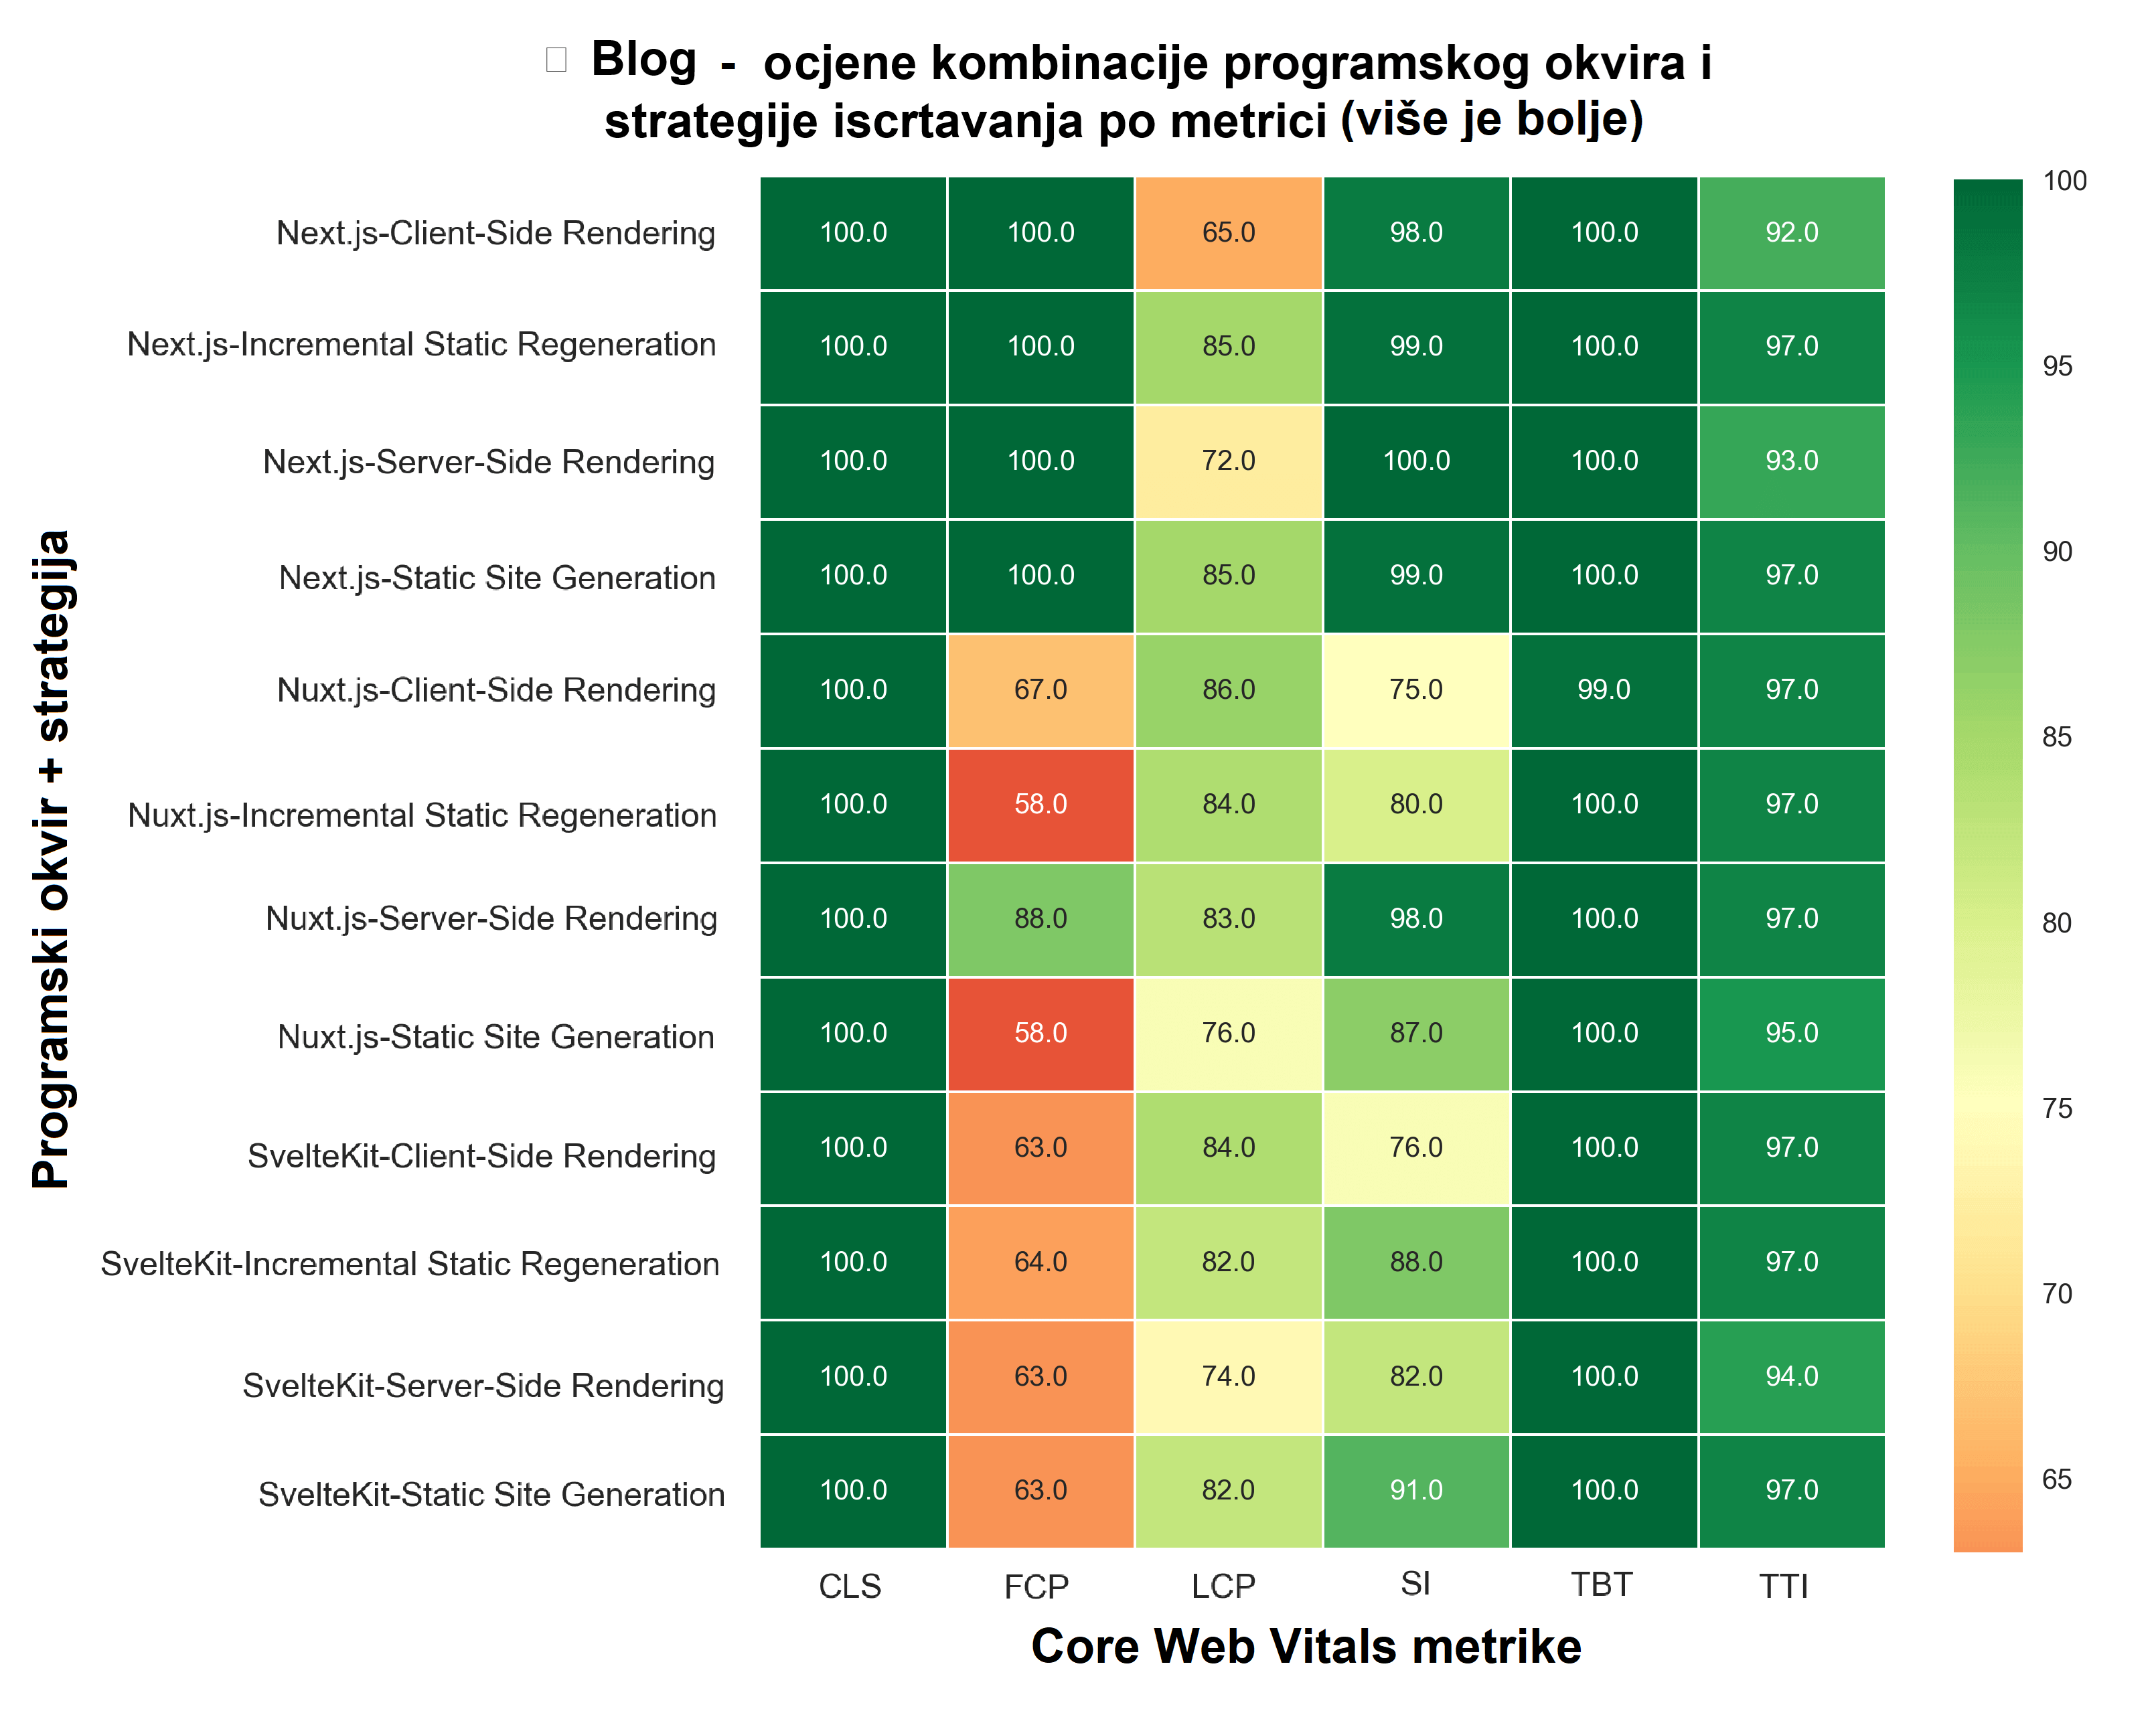 Blog - ocjene kombinacije programskog okvira i
strategije iscrtavanja po metrici (više je bolje)
Programski okvir + strategija
Next.js-Client-Side Rendering 100.0 100.0 65.0 98.0 100.0 92.0
Next.js-Incremental Static Regeneration 100.0 100.0 85.0 99.0 100.0 97.0
Next.js-Server-Side Rendering 100.0 100.0 72.0 100.0 100.0 93.0
Next.js-Static Site Generation 100.0 100.0 85.0 99.0 100.0 97.0
Nuxt.js-Client-Side Rendering 100.0 67.0 86.0 75.0 99.0 97.0
Nuxt.js-Incremental Static Regeneration 100.0 58.0 84.0 80.0 100.0 97.0
Nuxt.js-Server-Side Rendering 100.0 88.0 83.0 98.0 100.0 97.0
Nuxt.js-Static Site Generation 100.0 58.0 76.0 87.0 100.0 95.0
SvelteKit-Client-Side Rendering 100.0 63.0 84.0 76.0 100.0 97.0
SvelteKit-Incremental Static Regeneration 100.0 64.0 82.0 88.0 100.0 97.0
SvelteKit-Server-Side Rendering 100.0 63.0 74.0 82.0 100.0 94.0
SvelteKit-Static Site Generation 100.0 63.0 82.0 91.0 100.0 97.0
CLS FCP LCP SI TBT TTI
Core Web Vitals metrike
100
95
90
85
80
75
70
65